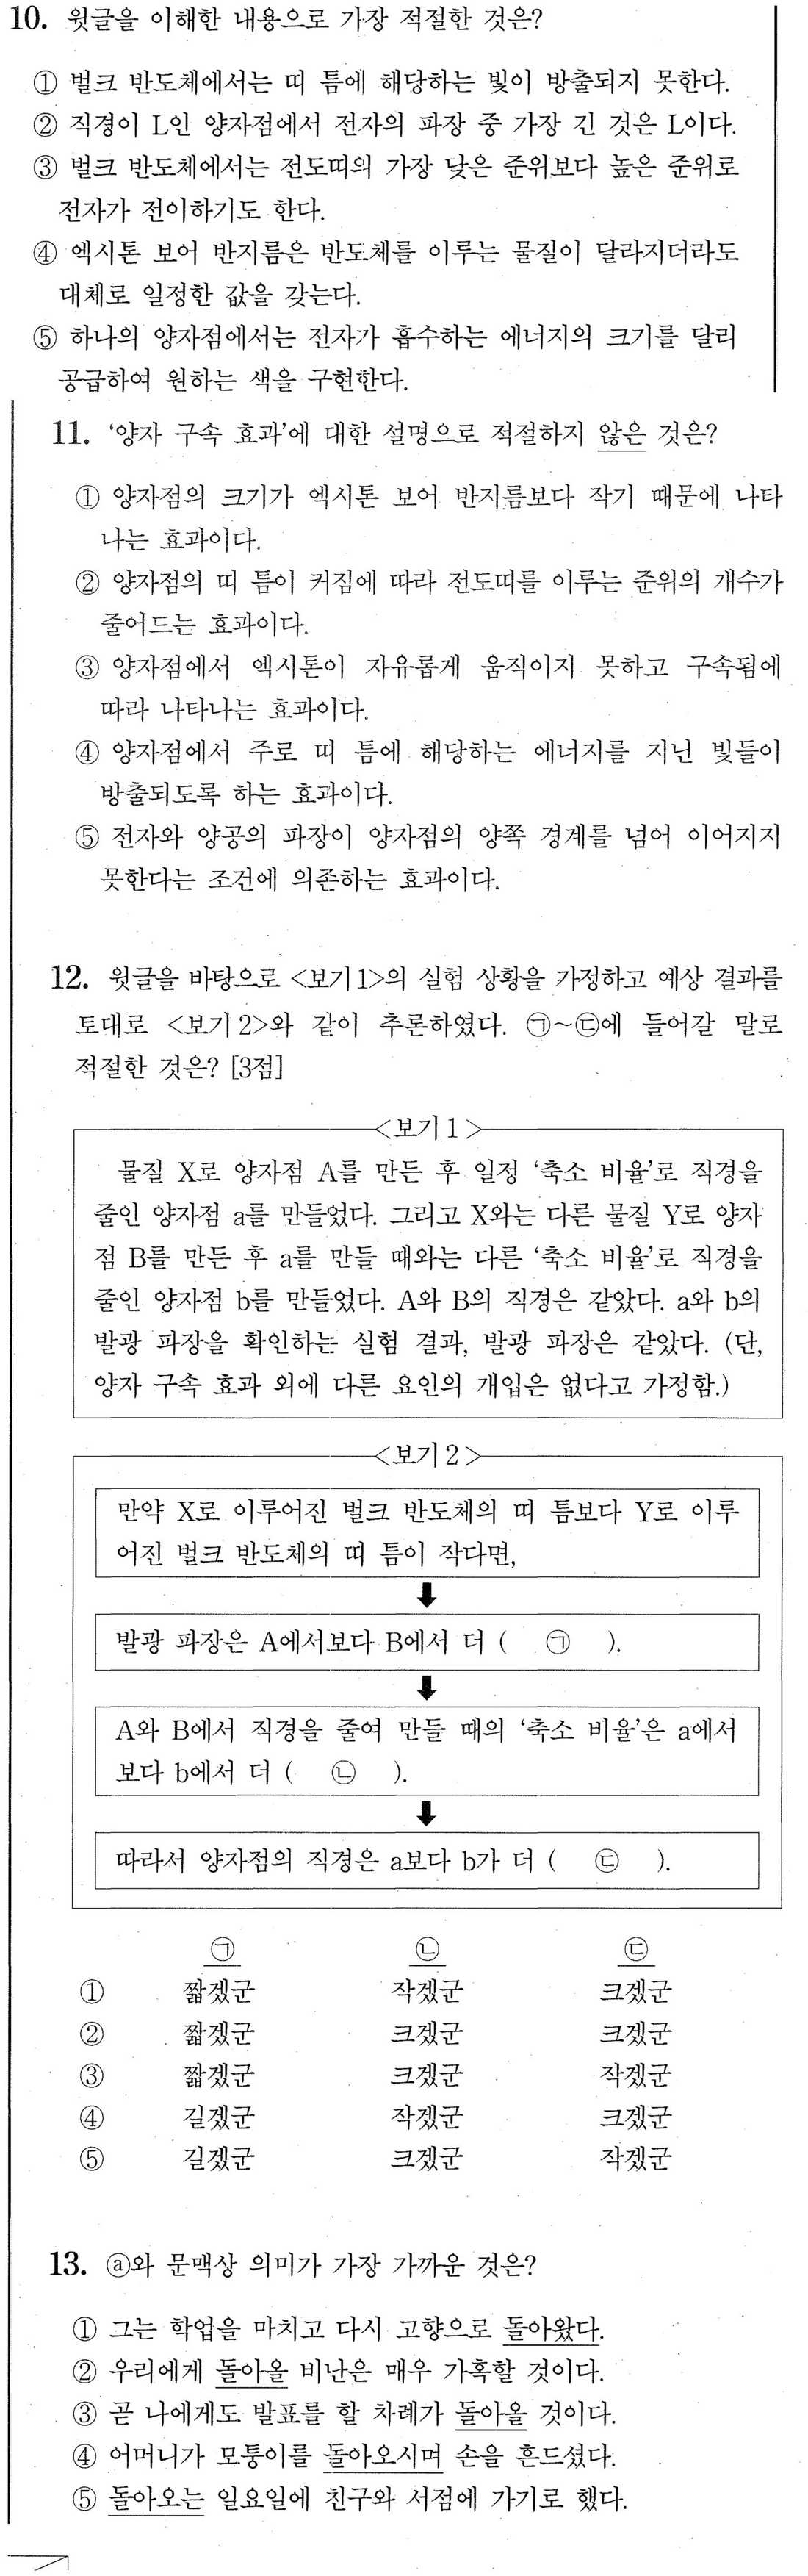 10. 윗글을 이해한 내용으로 가장 적절한 것은?
① 벌크 반도체에서는 띠 틈에 해당하는 빛이 방출되지 못한다.
② 직경이 L인 양자점에서 전자의 파장 중 가장 긴 것은 L이다.
③ 벌크 반도체에서는 전도띠의 가장 낮은 준위보다 높은 준위로
전자가 전이하기도 한다.
④ 엑시톤 보어 반지름은 반도체를 이루는 물질이 달라지더라도
대체로 일정한 값을 갖는다.
⑤ 하나의 양자점에서는 전자가 흡수하는 에너지의 크기를 달리
공급하여 원하는 색을 구현한다.
11. ‘양자 구속 효과’에 대한 설명으로 적절하지 않은 것은?
① 양자점의 크기가 엑시톤 보어 반지름보다 작기 때문에 나타
나는 효과이다.
② 양자점의 띠 틈이 커짐에 따라 전도띠를 이루는 준위의 개수가
줄어드는 효과이다.
③ 양자점에서 엑시톤이 자유롭게 움직이지 못하고 구속됨에
따라 나타나는 효과이다.
④ 양자점에서 주로 띠 틈에 해당하는 에너지를 지닌 빛들이
방출되도록 하는 효과이다.
⑤ 전자와 양공의 파장이 양자점의 양쪽 경계를 넘어 이어지지
못한다는 조건에 의존하는 효과이다.
12. 윗글을 바탕으로 <보기 1>의 실험 상황을 가정하고 예상 결과를
토대로 <보기 2>와 같이 추론하였다. ㉠~㉢에 들어갈 말로
적절한 것은? [3점]
<보기 1>
물질 X로 양자점 A를 만든 후 일정 ‘축소 비율’로 직경을
줄인 양자점 a를 만들었다. 그리고 X와는 다른 물질 Y로 양자
점 B를 만든 후 a를 만들 때와는 다른 ‘축소 비율’로 직경을
줄인 양자점 b를 만들었다. A와 B의 직경은 같았다. a와 b의
발광 파장을 확인하는 실험 결과, 발광 파장은 같았다. (단,
양자 구속 효과 외에 다른 요인의 개입은 없다고 가정함.)
<보기 2>
만약 X로 이루어진 벌크 반도체의 띠 틈보다 Y로 이루
어진 벌크 반도체의 띠 틈이 작다면,
발광 파장은 A에서보다 B에서 더 ( ㉠ ).
A와 B에서 직경을 줄여 만들 때의 ‘축소 비율’은 a에서
보다 b에서 더 ( ㉡ ).
따라서 양자점의 직경은 a보다 b가 더 ( ㉢ ).
㉠ ㉡ ㉢
① 짧겠군 작겠군 크겠군
② 짧겠군 크겠군 크겠군
③ 짧겠군 크겠군 작겠군
④ 길겠군 작겠군 크겠군
⑤ 길겠군 크겠군 작겠군
13. ⓐ와 문맥상 의미가 가장 가까운 것은?
① 그는 학업을 마치고 다시 고향으로 돌아왔다.
② 우리에게 돌아올 비난은 매우 가혹할 것이다.
③ 곧 나에게도 발표를 할 차례가 돌아올 것이다.
④ 어머니가 모퉁이를 돌아오시며 손을 흔드셨다.
⑤ 돌아오는 일요일에 친구와 서점에 가기로 했다.